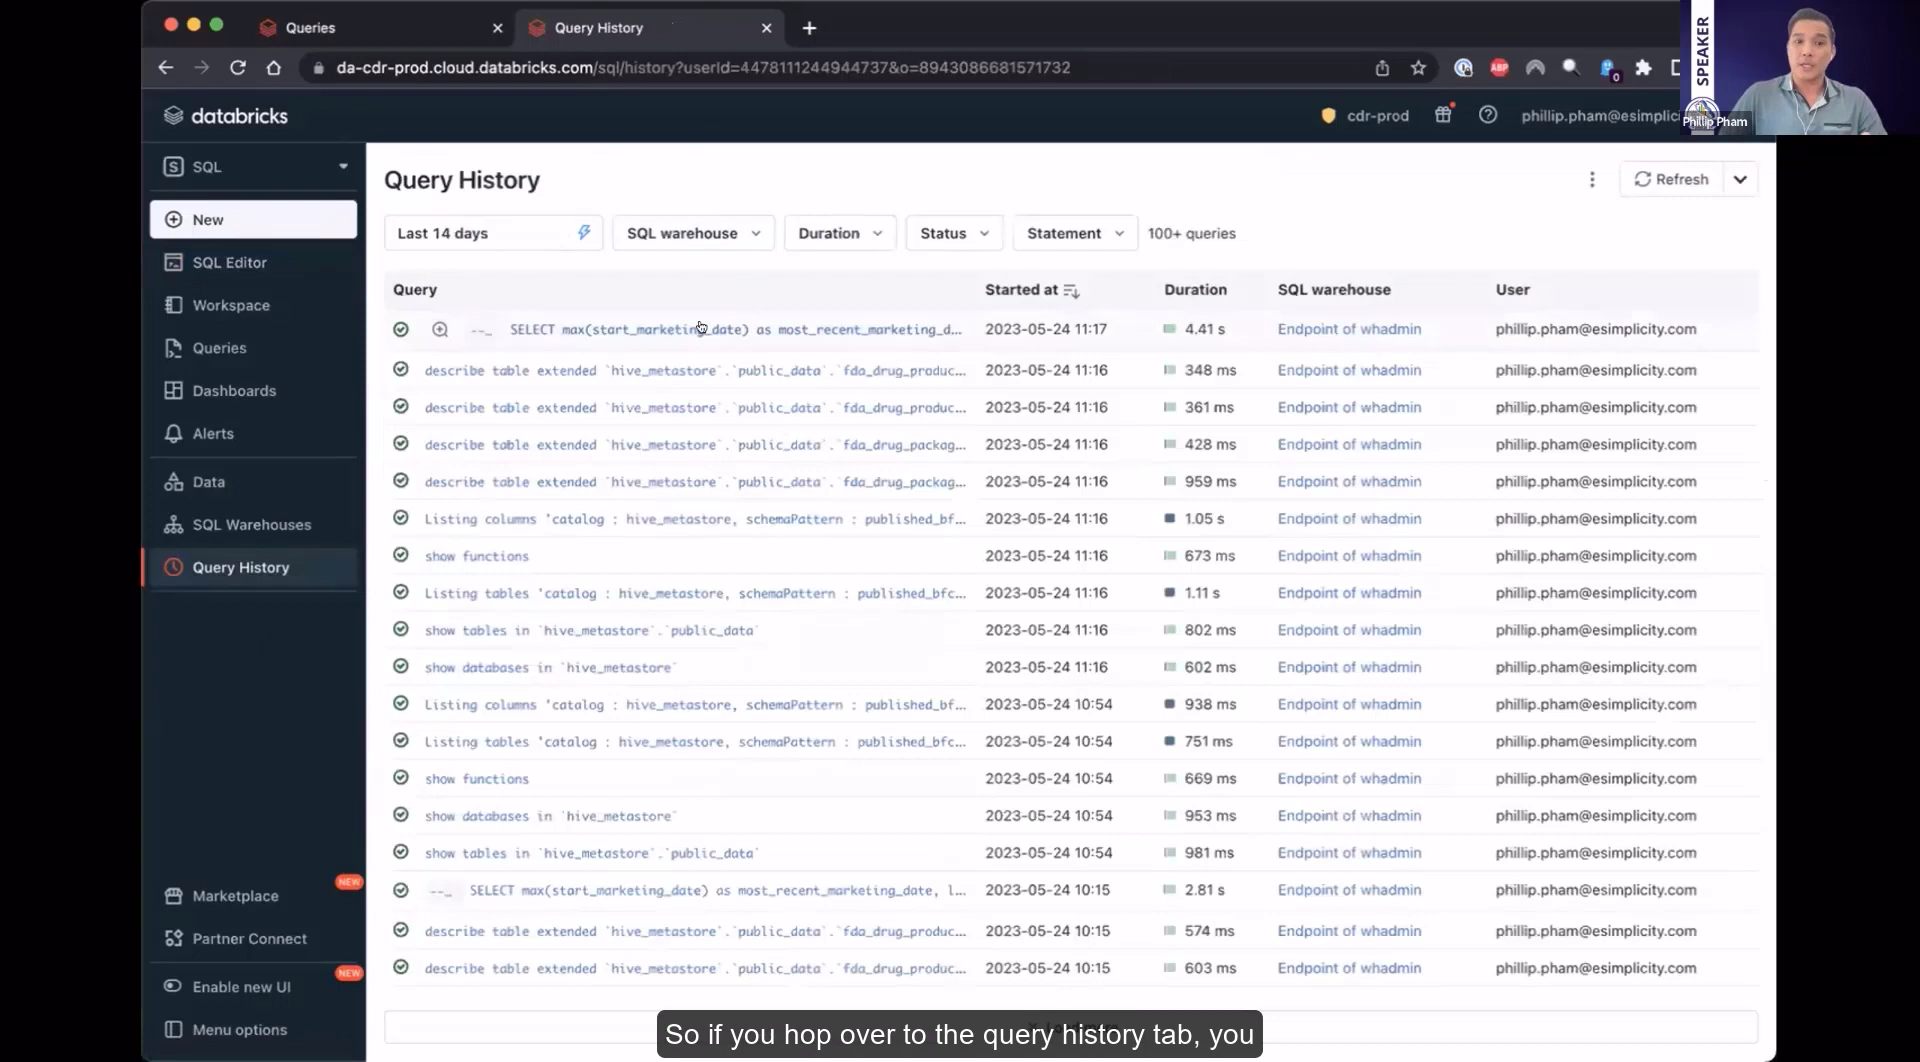 Queries
Query History
da-cdr-prod.cloud.databricks.com/sql/history?userId=4478111244944737&o=8943086681571732
ABP
0
SPEAKER
Phillip Pham
databricks
cdr-prod
phillip.pham@esimplici
S SQL
New
SQL Editor
Workspace
Queries
Dashboards
Alerts
Data
SQL Warehouses
Query History
Marketplace NEW
Partner Connect
Enable new UI NEW
Menu options
Query History
Refresh
Last 14 days SQL warehouse Duration Status Statement 100+ queries
Query Started at Duration SQL warehouse User
--_ SELECT max(start_marketing_date) as most_recent_marketing_d... 2023-05-24 11:17 4.41 s Endpoint of whadmin phillip.pham@esimplicity.com
describe table extended `hive_metastore`.`public_data`.`fda_drug_produc... 2023-05-24 11:16 348 ms Endpoint of whadmin phillip.pham@esimplicity.com
describe table extended `hive_metastore`.`public_data`.`fda_drug_produc... 2023-05-24 11:16 361 ms Endpoint of whadmin phillip.pham@esimplicity.com
describe table extended `hive_metastore`.`public_data`.`fda_drug_packag... 2023-05-24 11:16 428 ms Endpoint of whadmin phillip.pham@esimplicity.com
describe table extended `hive_metastore`.`public_data`.`fda_drug_packag... 2023-05-24 11:16 959 ms Endpoint of whadmin phillip.pham@esimplicity.com
Listing columns 'catalog : hive_metastore, schemaPattern : published_bf... 2023-05-24 11:16 1.05 s Endpoint of whadmin phillip.pham@esimplicity.com
show functions 2023-05-24 11:16 673 ms Endpoint of whadmin phillip.pham@esimplicity.com
Listing tables 'catalog : hive_metastore, schemaPattern : published_bfc... 2023-05-24 11:16 1.11 s Endpoint of whadmin phillip.pham@esimplicity.com
show tables in `hive_metastore`.`public_data` 2023-05-24 11:16 802 ms Endpoint of whadmin phillip.pham@esimplicity.com
show databases in `hive_metastore` 2023-05-24 11:16 602 ms Endpoint of whadmin phillip.pham@esimplicity.com
Listing columns 'catalog : hive_metastore, schemaPattern : published_bf... 2023-05-24 10:54 938 ms Endpoint of whadmin phillip.pham@esimplicity.com
Listing tables 'catalog : hive_metastore, schemaPattern : published_bfc... 2023-05-24 10:54 751 ms Endpoint of whadmin phillip.pham@esimplicity.com
show functions 2023-05-24 10:54 669 ms Endpoint of whadmin phillip.pham@esimplicity.com
show databases in `hive_metastore` 2023-05-24 10:54 953 ms Endpoint of whadmin phillip.pham@esimplicity.com
show tables in `hive_metastore`.`public_data` 2023-05-24 10:54 981 ms Endpoint of whadmin phillip.pham@esimplicity.com
--_ SELECT max(start_marketing_date) as most_recent_marketing_date, l... 2023-05-24 10:15 2.81 s Endpoint of whadmin phillip.pham@esimplicity.com
describe table extended `hive_metastore`.`public_data`.`fda_drug_produc... 2023-05-24 10:15 574 ms Endpoint of whadmin phillip.pham@esimplicity.com
describe table extended `hive_metastore`.`public_data`.`fda_drug_produc... 2023-05-24 10:15 603 ms Endpoint of whadmin phillip.pham@esimplicity.com
So if you hop over to the query history tab, you